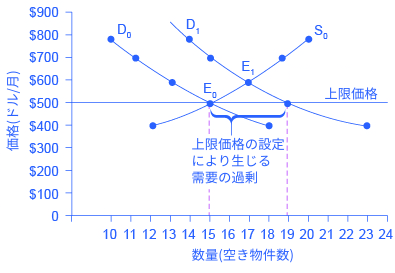 $900
$800
$700
$600
$500
$400
$300
$200
$100
0
価格(ドル/月)
D0
D1
S0
E0
E1
上限価格
上限価格の設定
により生じる
需要の過剰
10 11 12 13 14 15 16 17 18 19 20 21 22 23 24
数量(空き物件数)